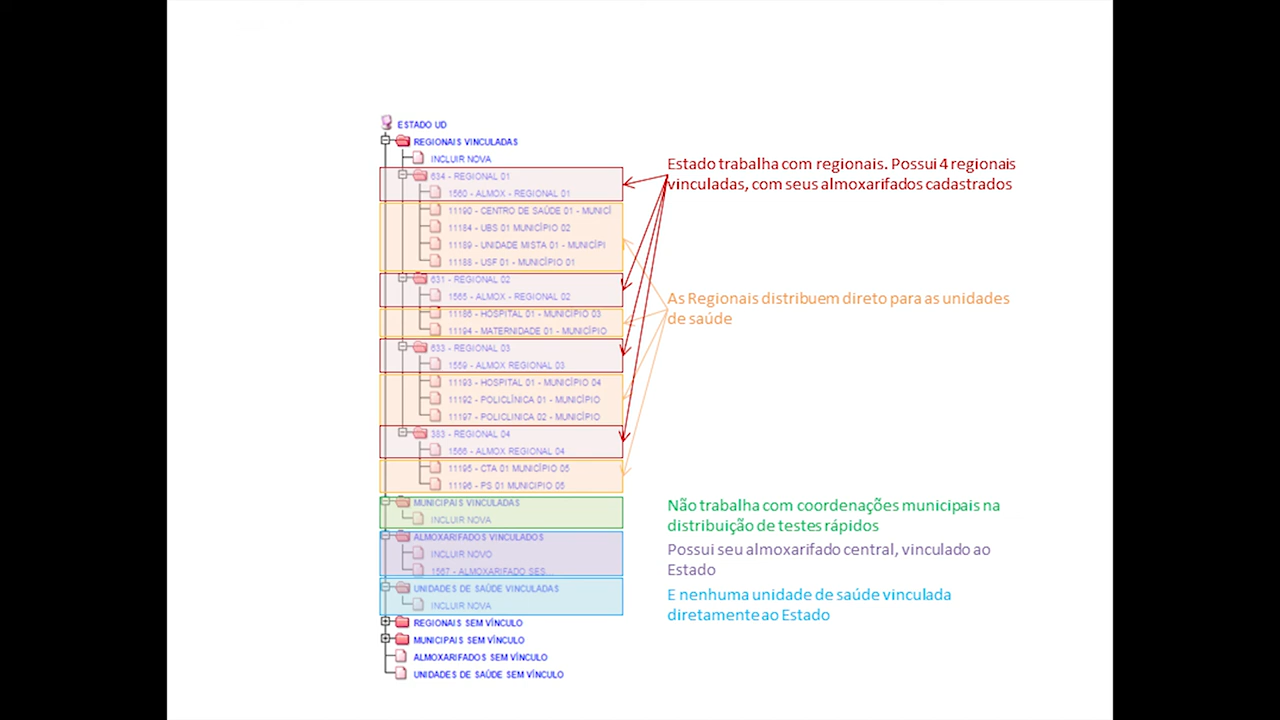 ESTADO UD
REGIONAIS VINCULADAS
INCLUIR NOVA
634 - REGIONAL 01
1560 - ALMOX - REGIONAL 01
11190 - CENTRO DE SAÚDE 01 - MUNICÍ
11184 - UBS 01 MUNICÍPIO 02
11189 - UNIDADE MISTA 01 - MUNICÍPI
11188 - USF 01 - MUNICÍPIO 01
631 - REGIONAL 02
1565 - ALMOX - REGIONAL 02
11186 - HOSPITAL 01 - MUNICÍPIO 03
11194 - MATERNIDADE 01 - MUNICÍPIO
633 - REGIONAL 03
1559 - ALMOX REGIONAL 03
11193 - HOSPITAL 01 - MUNICÍPIO 04
11192 - POLICLÍNICA 01 - MUNICÍPIO
11197 - POLICLINICA 02 - MUNICÍPIO
383 - REGIONAL 04
1566 - ALMOX REGIONAL 04
11195 - CTA 01 MUNICÍPIO 05
11196 - PS 01 MUNICIPIO 05
MUNICIPAIS VINCULADAS
INCLUIR NOVA
ALMOXARIFADOS VINCULADOS
INCLUIR NOVO
1567 - ALMOXARIFADO SES...
UNIDADES DE SAÚDE VINCULADAS
INCLUIR NOVA
REGIONAIS SEM VÍNCULO
MUNICIPAIS SEM VÍNCULO
ALMOXARIFADOS SEM VÍNCULO
UNIDADES DE SAÚDE SEM VÍNCULO
Estado trabalha com regionais. Possui 4 regionais
vinculadas, com seus almoxarifados cadastrados
As Regionais distribuem direto para as unidades
de saúde
Não trabalha com coordenações municipais na
distribuição de testes rápidos
Possui seu almoxarifado central, vinculado ao
Estado
E nenhuma unidade de saúde vinculada
diretamente ao Estado